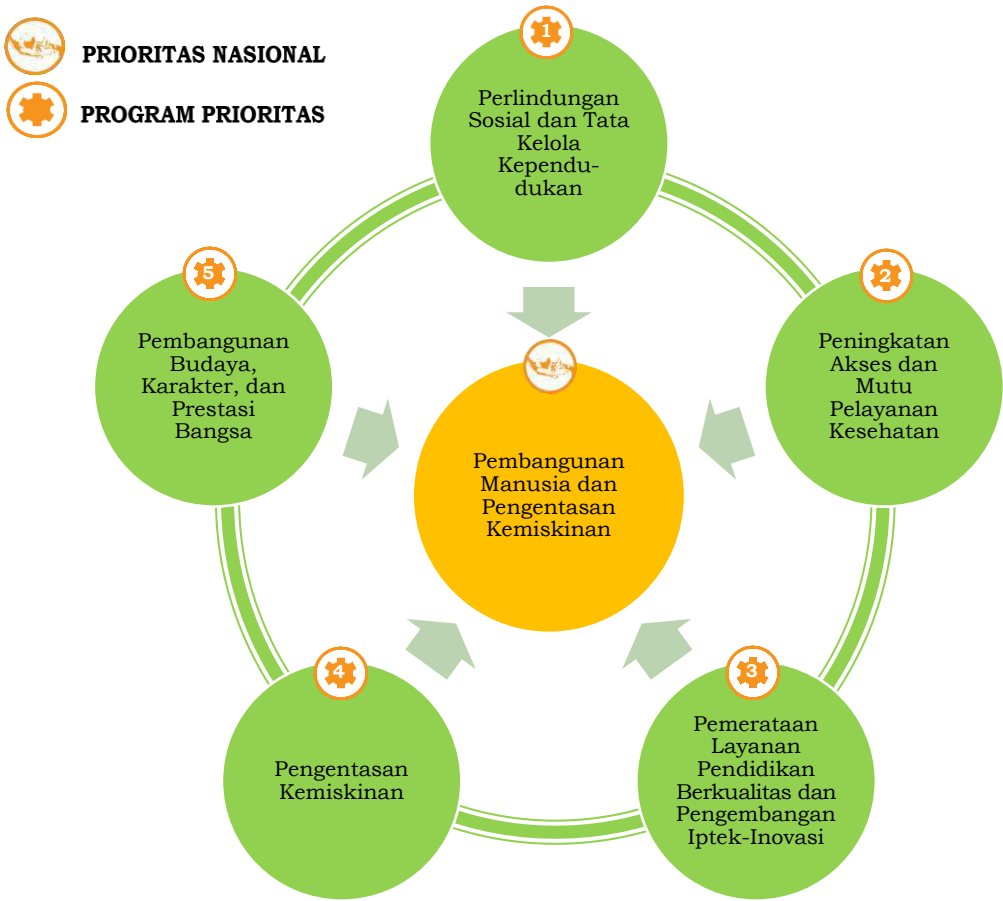 PRIORITAS NASIONAL
PROGRAM PRIORITAS
1
Perlindungan
Sosial dan Tata
Kelola
Kependu-
dukan
2
Peningkatan
Akses dan
Mutu
Pelayanan
Kesehatan
3
Pemerataan
Layanan
Pendidikan
Berkualitas dan
Pengembangan
Iptek-Inovasi
4
Pengentasan
Kemiskinan
5
Pembangunan
Budaya,
Karakter, dan
Prestasi
Bangsa
Pembangunan
Manusia dan
Pengentasan
Kemiskinan